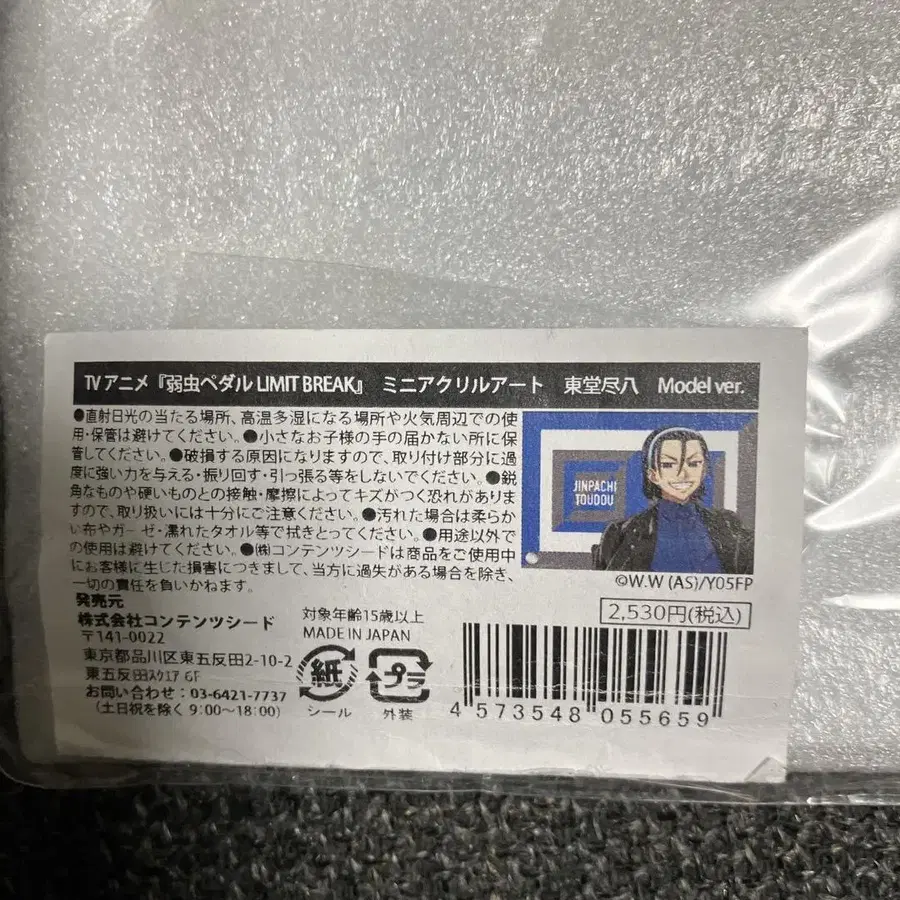 TVアニメ『弱虫ペダル LIMIT BREAK』 ミニアクリルアート 東堂尽八 Model ver.
●直射日光の当たる場所、高温多湿になる場所や火気周辺での使
用・保管は避けてください。●小さなお子様の手の届かない所に保
管してください。●破損する原因になりますので、取り付け部分に過
度に強い力を与える・振り回す・引っ張る等をしないでください。●鋭
角なものや硬いものとの接触・摩擦によってキズがつく恐れがありま
すので、取り扱いには十分にご注意ください。●汚れた場合は柔らか
い布やガーゼ・濡れたタオル等で拭きとってください。●用途以外で
の使用は避けてください。●㈱コンテンツシードは商品をご使用中
にお客様に生じた損害につきまして、当方に過失がある場合を除き、
一切の責任を負いかねます。
JINPACHI
TOUDOU
©W.W (AS)/Y05FP
発売元
株式会社コンテンツシード
〒141-0022
東京都品川区東五反田2-10-2
東五反田スクエア 6F
お問い合わせ：03-6421-7737
（土日祝を除く 9:00〜18:00）
対象年齢15歳以上
MADE IN JAPAN
紙
シール
プラ
外装
2,530円(税込)
4 573548 055659